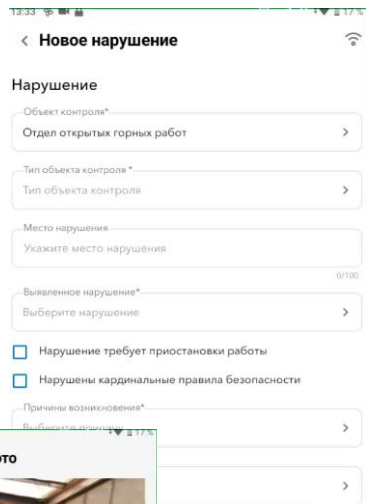 13:33
17%
Новое нарушение
Нарушение
Объект контроля*
Отдел открытых горных работ
Тип объекта контроля *
Тип объекта контроля
Место нарушения
Укажите место нарушения
0/100
Выявленное нарушение*
Выберите нарушение
Нарушение требует приостановки работы
Нарушены кардинальные правила безопасности
Причины возникновения*
17%